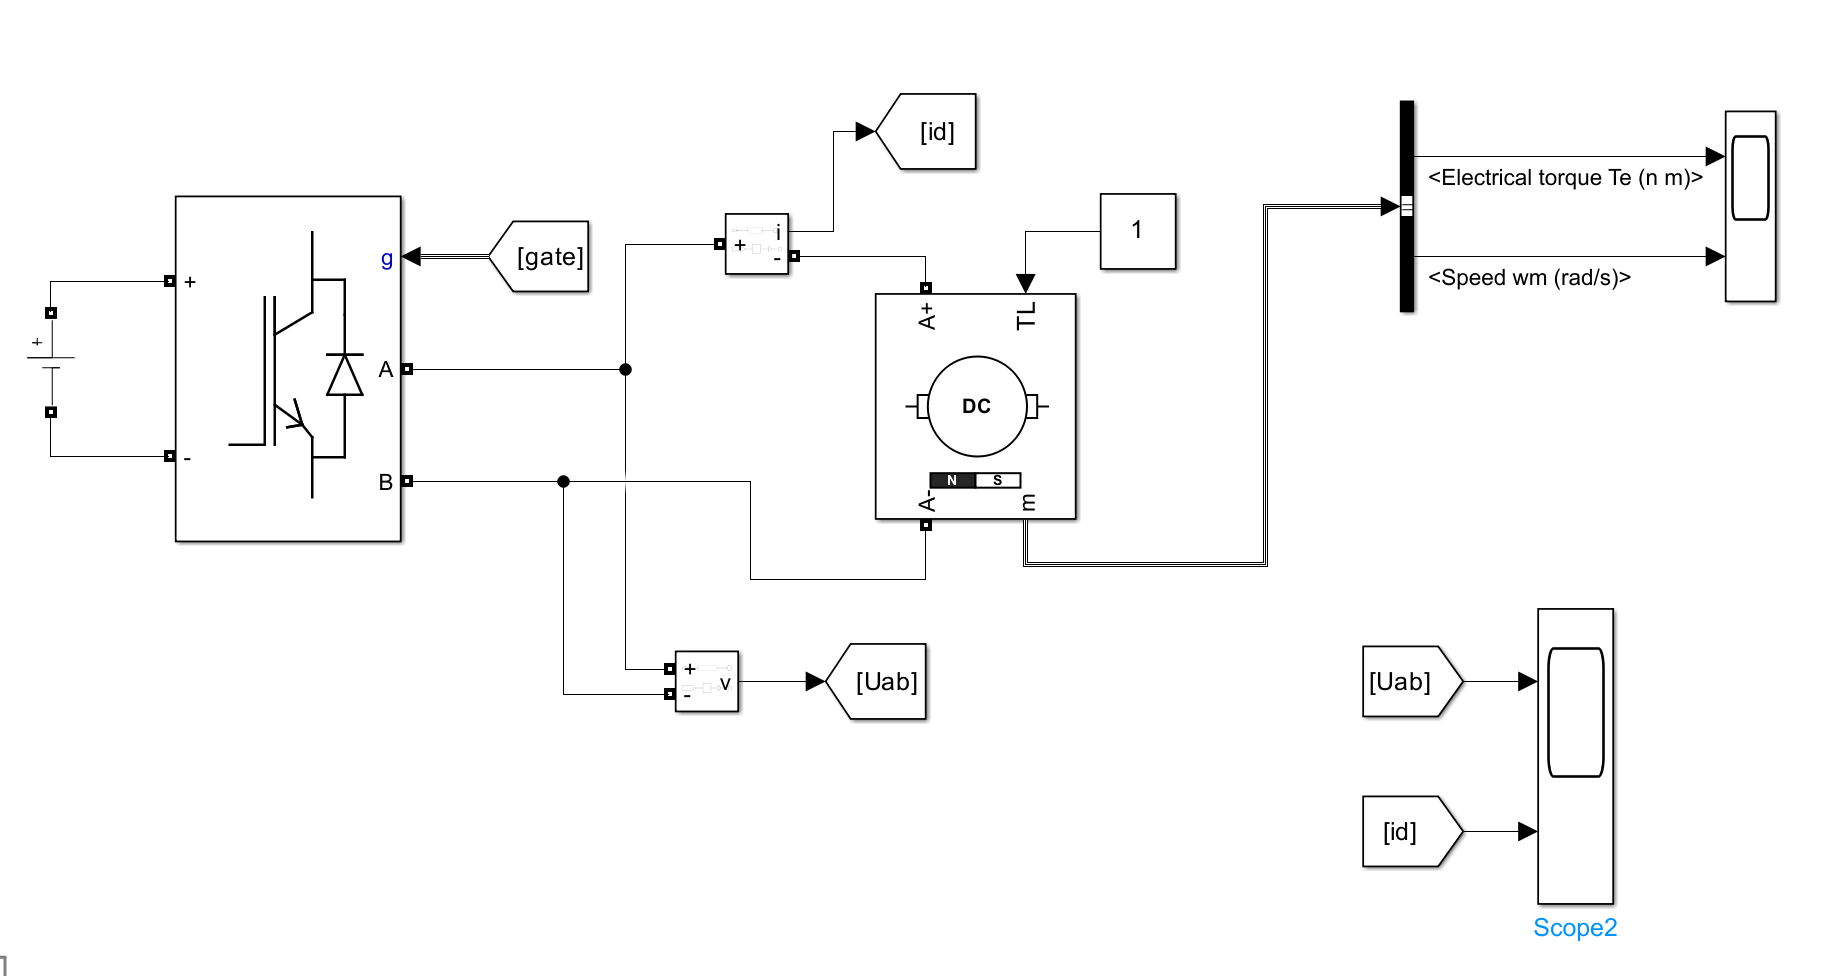 [id]
<Electrical torque Te (n m)>
1
g
[gate]
i
+
-
+
+
<Speed wm (rad/s)>
A+
TL
A
DC
-
B
N
S
A-
m
+
-
v
[Uab]
[Uab]
[id]
Scope2